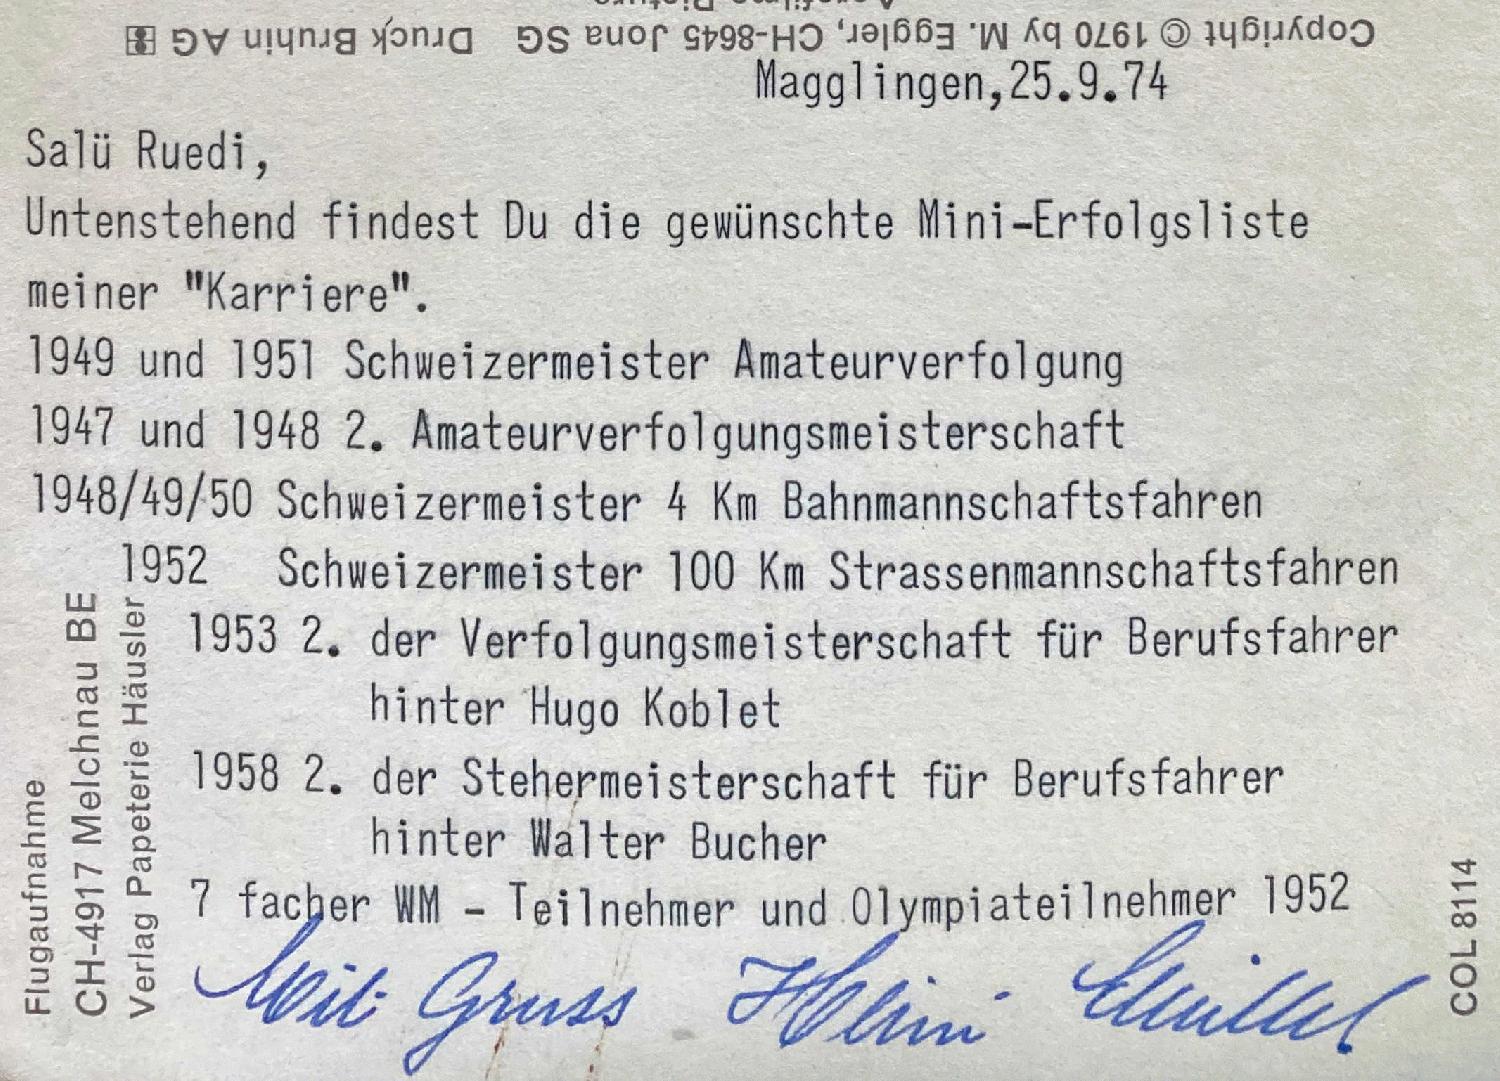 Aerofilms Picture
Copyright © 1970 by M. Eggler, CH-8645 Jona SG Druck Bruhin AG
Magglingen,25.9.74
Salü Ruedi,
Untenstehend findest Du die gewünschte Mini-Erfolgsliste
meiner "Karriere".
1949 und 1951 Schweizermeister Amateurverfolgung
1947 und 1948 2. Amateurverfolgungsmeisterschaft
1948/49/50 Schweizermeister 4 Km Bahnmannschaftsfahren
1952 Schweizermeister 100 Km Strassenmannschaftsfahren
1953 2. der Verfolgungsmeisterschaft für Berufsfahrer
hinter Hugo Koblet
1958 2. der Stehermeisterschaft für Berufsfahrer
hinter Walter Bucher
7 facher WM - Teilnehmer und Olympiateilnehmer 1952
Mit Gruss Heini
Flugaufnahme
CH-4917 Melchnau BE
Verlag Papeterie Häusler
COL 8114